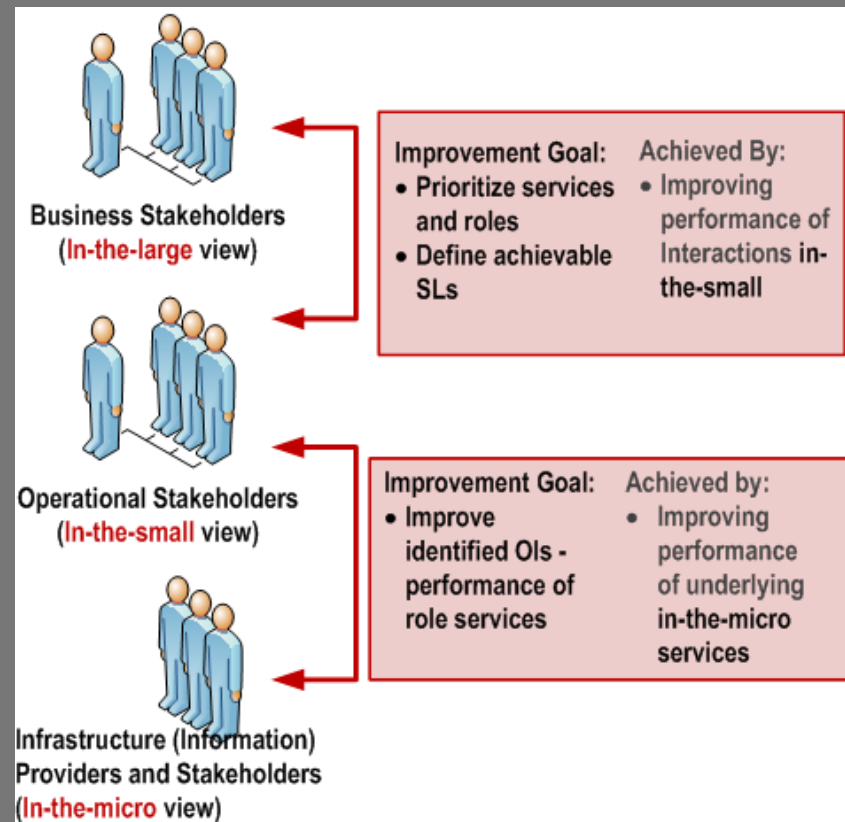 Business Stakeholders
(In-the-large view)
Improvement Goal:
• Prioritize services
and roles
• Define achievable
SLs
Achieved By:
• Improving
performance of
Interactions in-
the-small
Operational Stakeholders
(In-the-small view)
Improvement Goal:
• Improve
identified OIs -
performance of
role services
Achieved by:
• Improving
performance
of underlying
in-the-micro
services
Infrastructure (Information)
Providers and Stakeholders
(In-the-micro view)